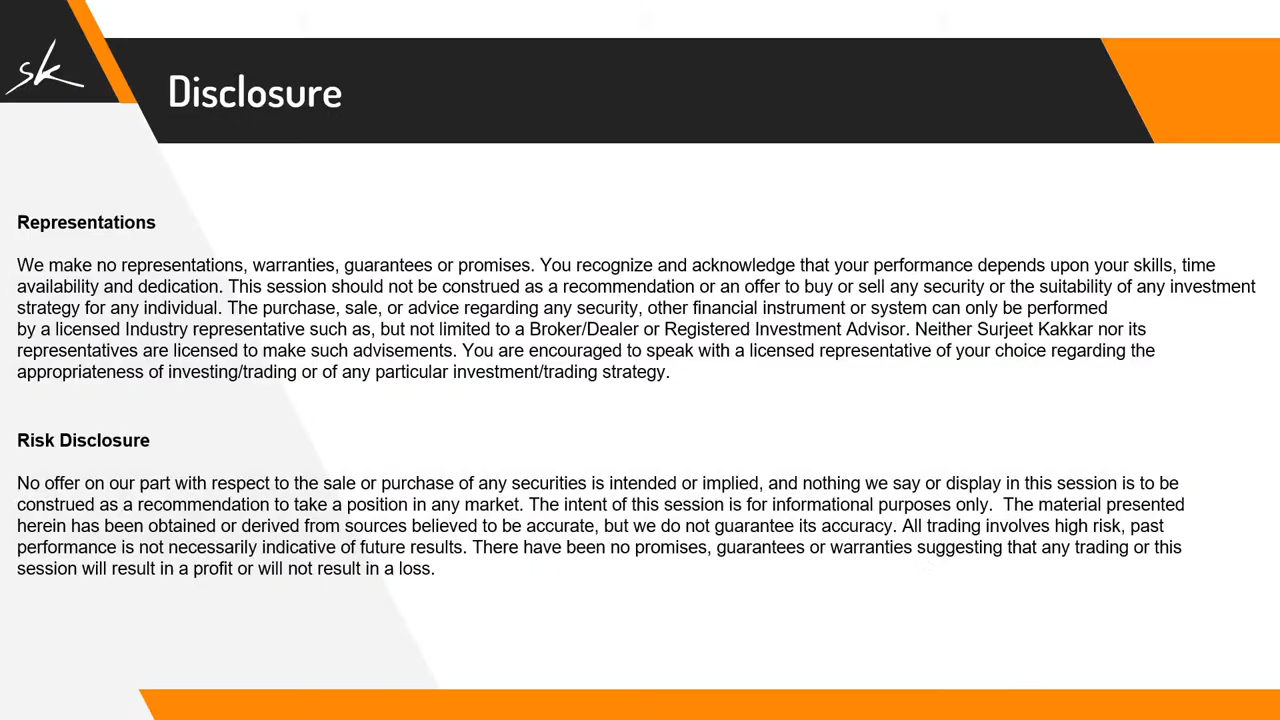 sk
Disclosure
Representations
We make no representations, warranties, guarantees or promises. You recognize and acknowledge that your performance depends upon your skills, time
availability and dedication. This session should not be construed as a recommendation or an offer to buy or sell any security or the suitability of any investment
strategy for any individual. The purchase, sale, or advice regarding any security, other financial instrument or system can only be performed
by a licensed Industry representative such as, but not limited to a Broker/Dealer or Registered Investment Advisor. Neither Surjeet Kakkar nor its
representatives are licensed to make such advisements. You are encouraged to speak with a licensed representative of your choice regarding the
appropriateness of investing/trading or of any particular investment/trading strategy.
Risk Disclosure
No offer on our part with respect to the sale or purchase of any securities is intended or implied, and nothing we say or display in this session is to be
construed as a recommendation to take a position in any market. The intent of this session is for informational purposes only.  The material presented
herein has been obtained or derived from sources believed to be accurate, but we do not guarantee its accuracy. All trading involves high risk, past
performance is not necessarily indicative of future results. There have been no promises, guarantees or warranties suggesting that any trading or this
session will result in a profit or will not result in a loss.